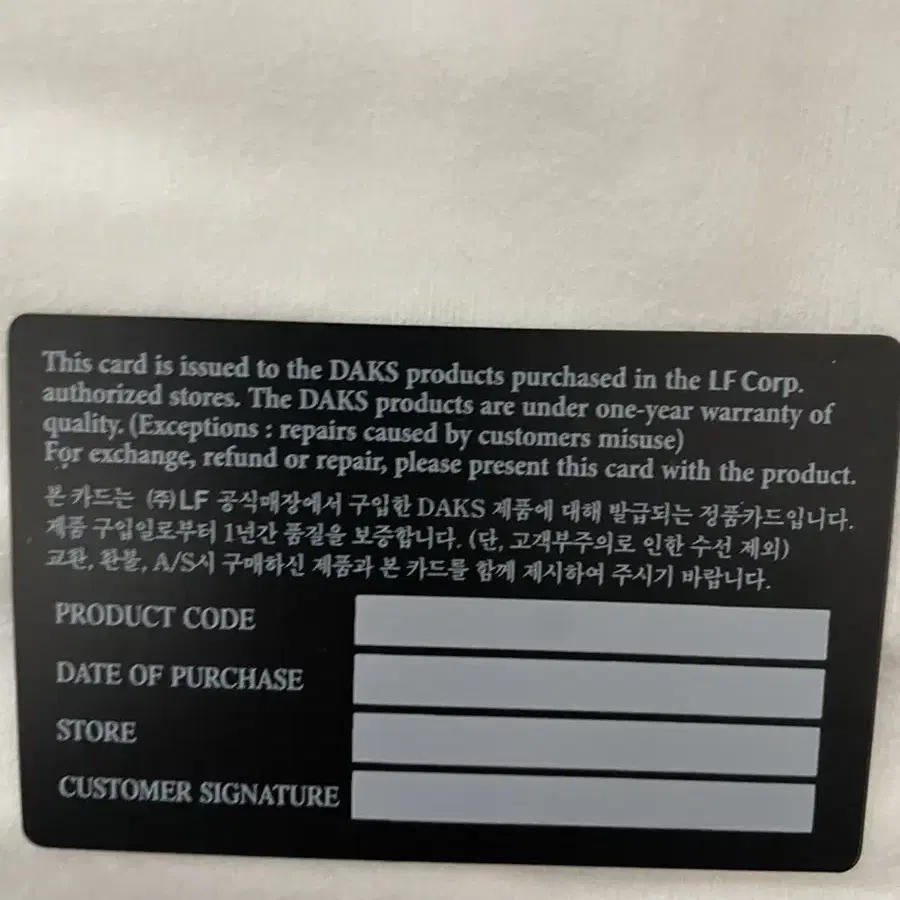 This card is issued to the DAKS products purchased in the LF Corp.
authorized stores. The DAKS products are under one-year warranty of
quality. (Exceptions : repairs caused by customers misuse)
For exchange, refund or repair, please present this card with the product.
본 카드는 (주)LF 공식매장에서 구입한 DAKS 제품에 대해 발급되는 정품카드입니다.
제품 구입일로부터 1년간 품질을 보증합니다. (단, 고객부주의로 인한 수선 제외)
교환, 환불, A/S시 구매하신 제품과 본 카드를 함께 제시하여 주시기 바랍니다.
PRODUCT CODE
DATE OF PURCHASE
STORE
CUSTOMER SIGNATURE